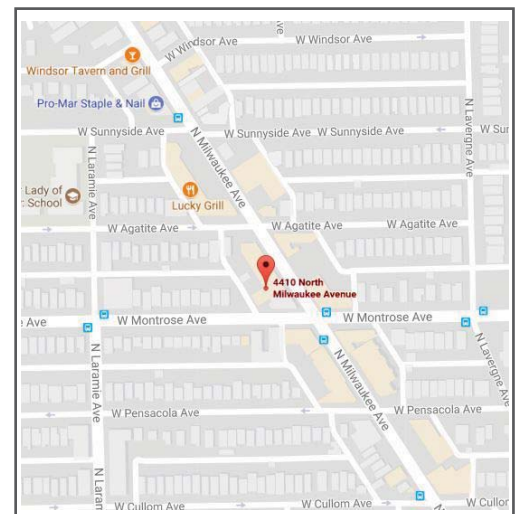 W Windsor Ave
W Windsor Ave
Windsor Tavern and Grill
Pro-Mar Staple & Nail
W Sunnyside Ave
W Sunnyside Ave
W Sunnyside Ave
W Sur
N Laramie Ave
N Milwaukee Ave
N Lavergne Ave
Lady of
r. School
Lucky Grill
W Agatite Ave
W Agatite Ave
W Agatite Ave
4410 North
Milwaukee Avenue
e Ave
W Montrose Ave
W Montrose Ave
N Laramie Ave
N Milwaukee Ave
N Lavergne Ave
W Pensacola Ave
W Pensacola Ave
N Laran
W Cullom Ave
W Cullom Ave